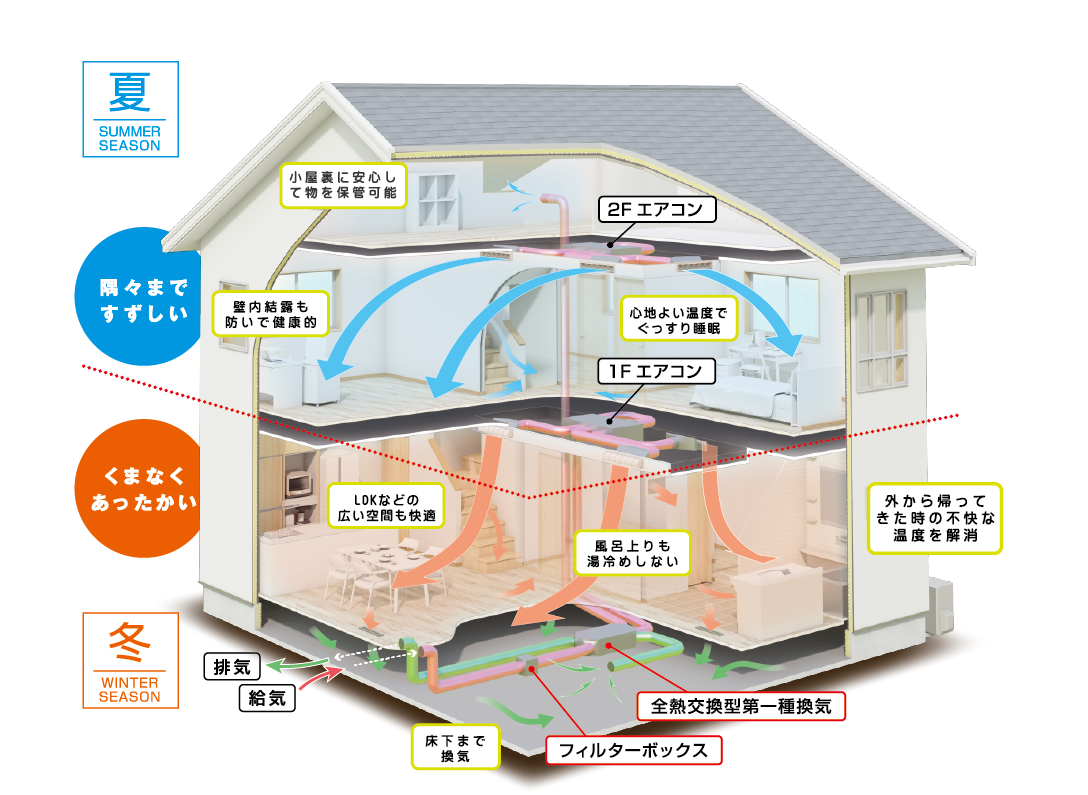 夏
SUMMER
SEASON
小屋裏に安心し
て物を保管可能
2F エアコン
隅々まで
すずしい
壁内結露も
防いで健康的
心地よい温度で
ぐっすり睡眠
1F エアコン
くまなく
あったかい
LDKなどの
広い空間も快適
風呂上りも
湯冷めしない
外から帰って
きた時の不快な
温度を解消
冬
WINTER
SEASON
排気
給気
全熱交換型第一種換気
床下まで
換気
フィルターボックス